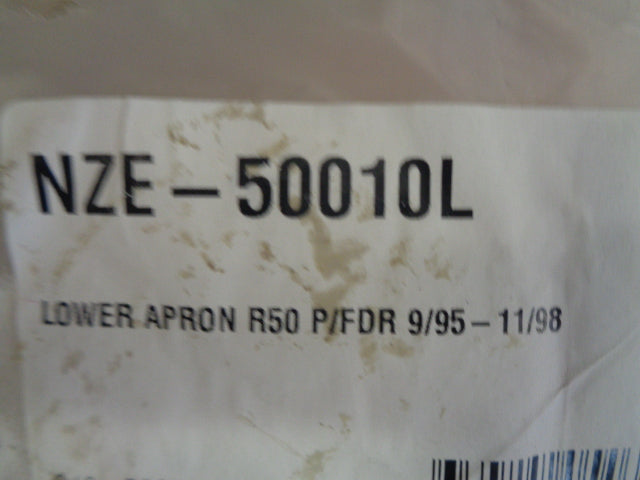 NZE-50010L
LOWER APRON R50 P/FDR 9/95-11/98